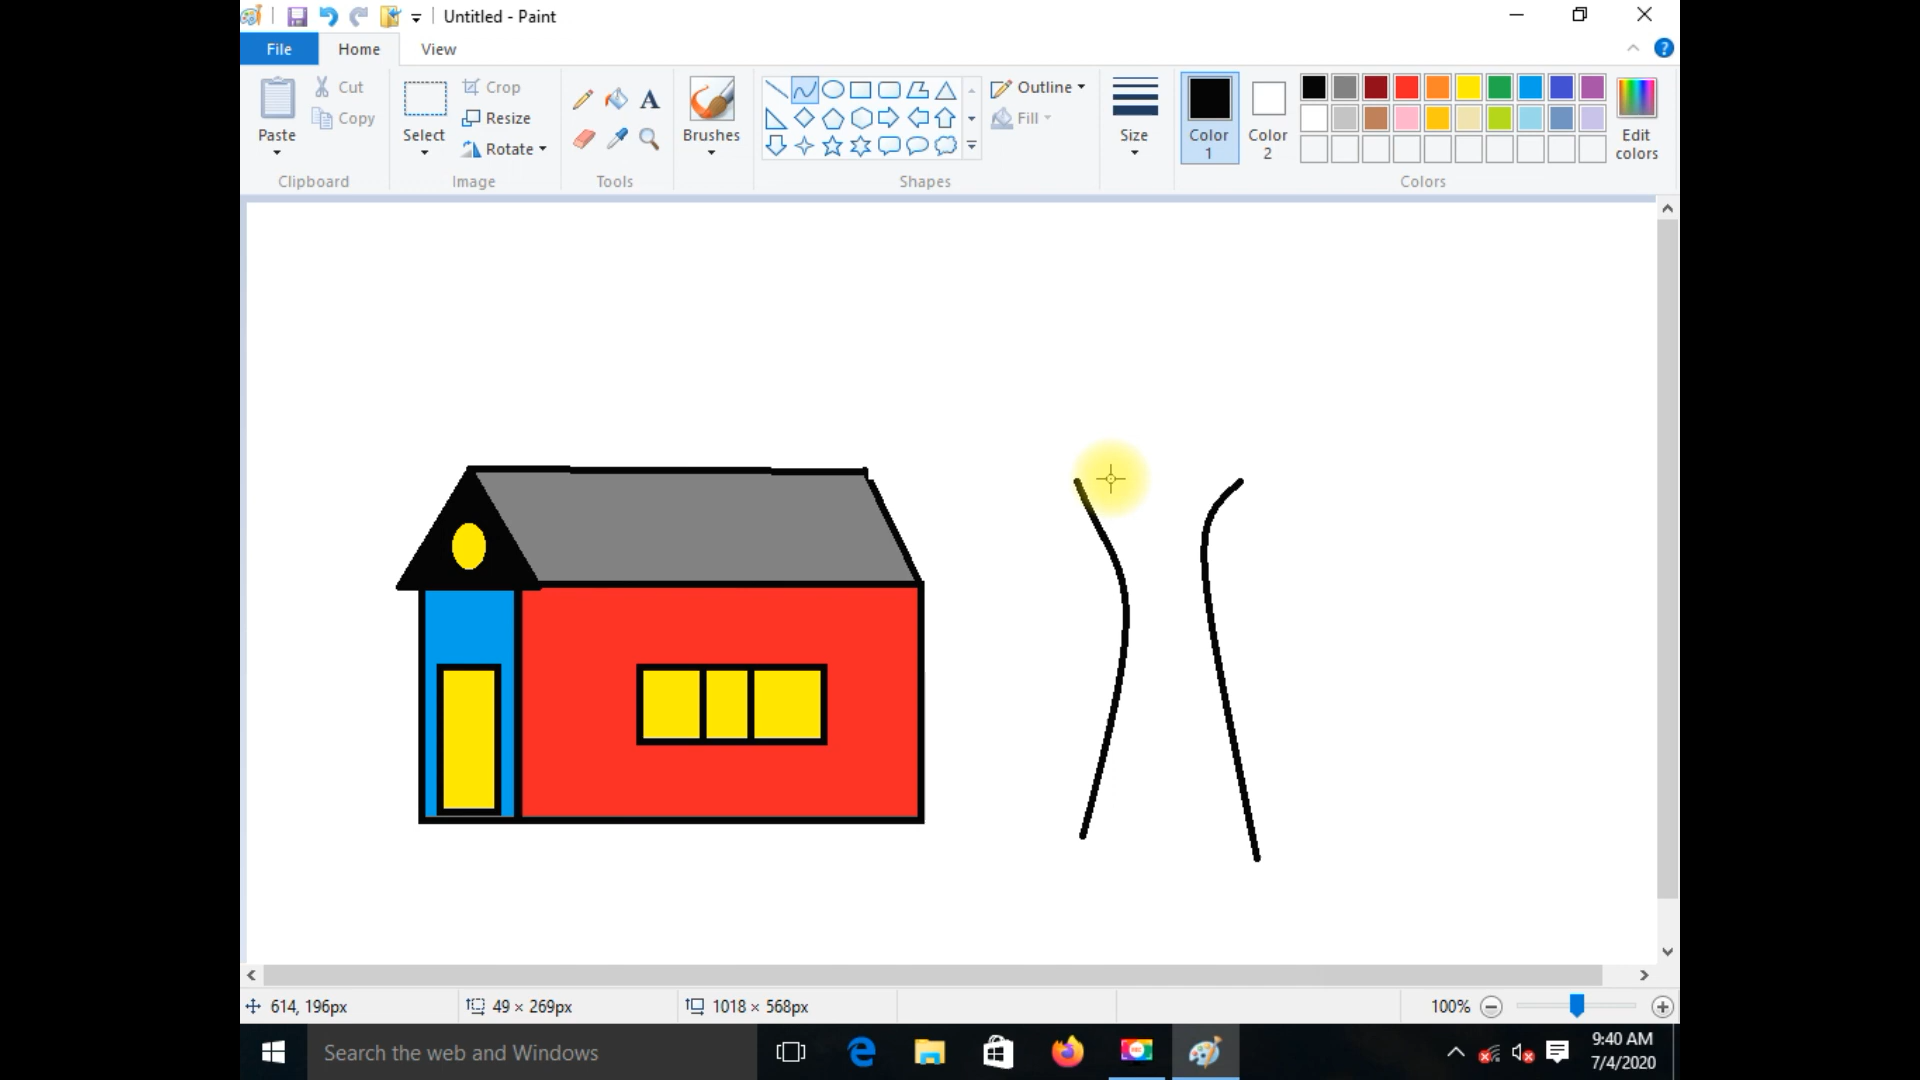 Untitled - Paint
File Home View
Paste
Cut
Copy
Clipboard
Select
Crop
Resize
Rotate
Image
A
Tools
Brushes
Outline
Fill
Shapes
Size
Color 1
Color 2
Edit colors
Colors
614, 196px
49 × 269px
1018 × 568px
100%
Search the web and Windows
9:40 AM
7/4/2020